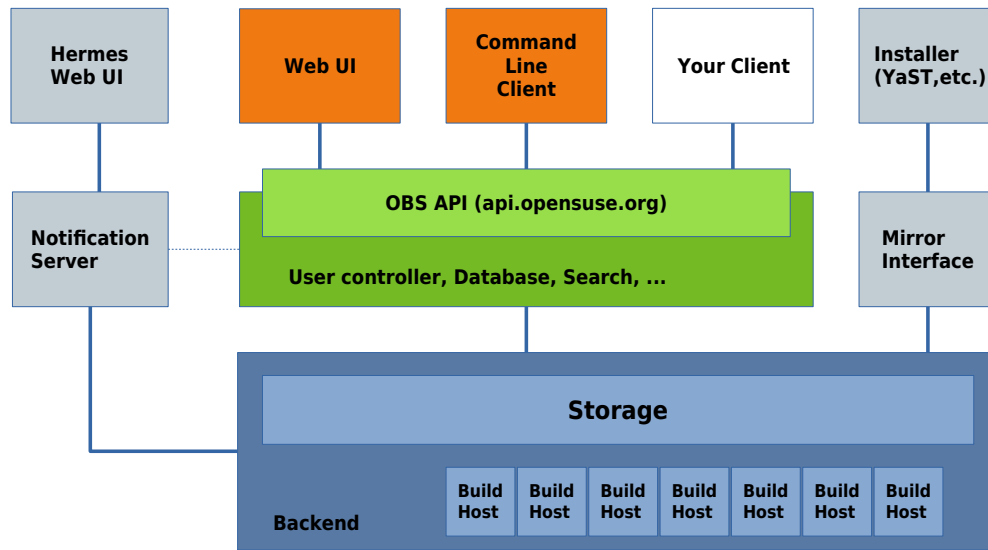 Hermes
Web UI
Web UI
Command
Line
Client
Your Client
Installer
(YaST,etc.)
OBS API (api.opensuse.org)
Notification
Server
User controller, Database, Search, ...
Mirror
Interface
Storage
Build
Host
Build
Host
Build
Host
Build
Host
Build
Host
Build
Host
Build
Host
Backend